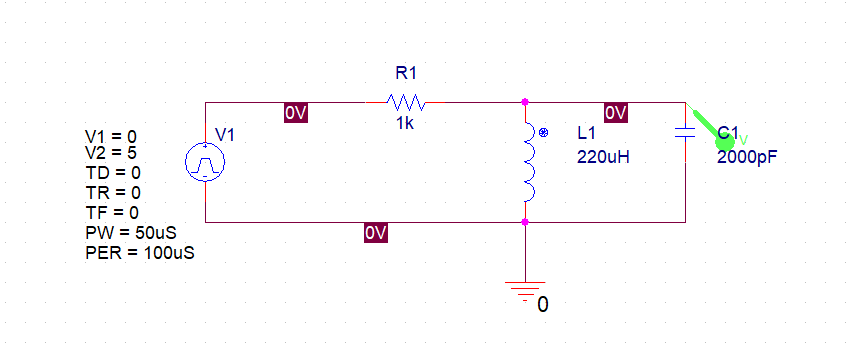 R1
0V
1k
0V
V1
L1
220uH
C1
V
2000pF
V1 = 0
V2 = 5
TD = 0
TR = 0
TF = 0
PW = 50uS
PER = 100uS
0V
0